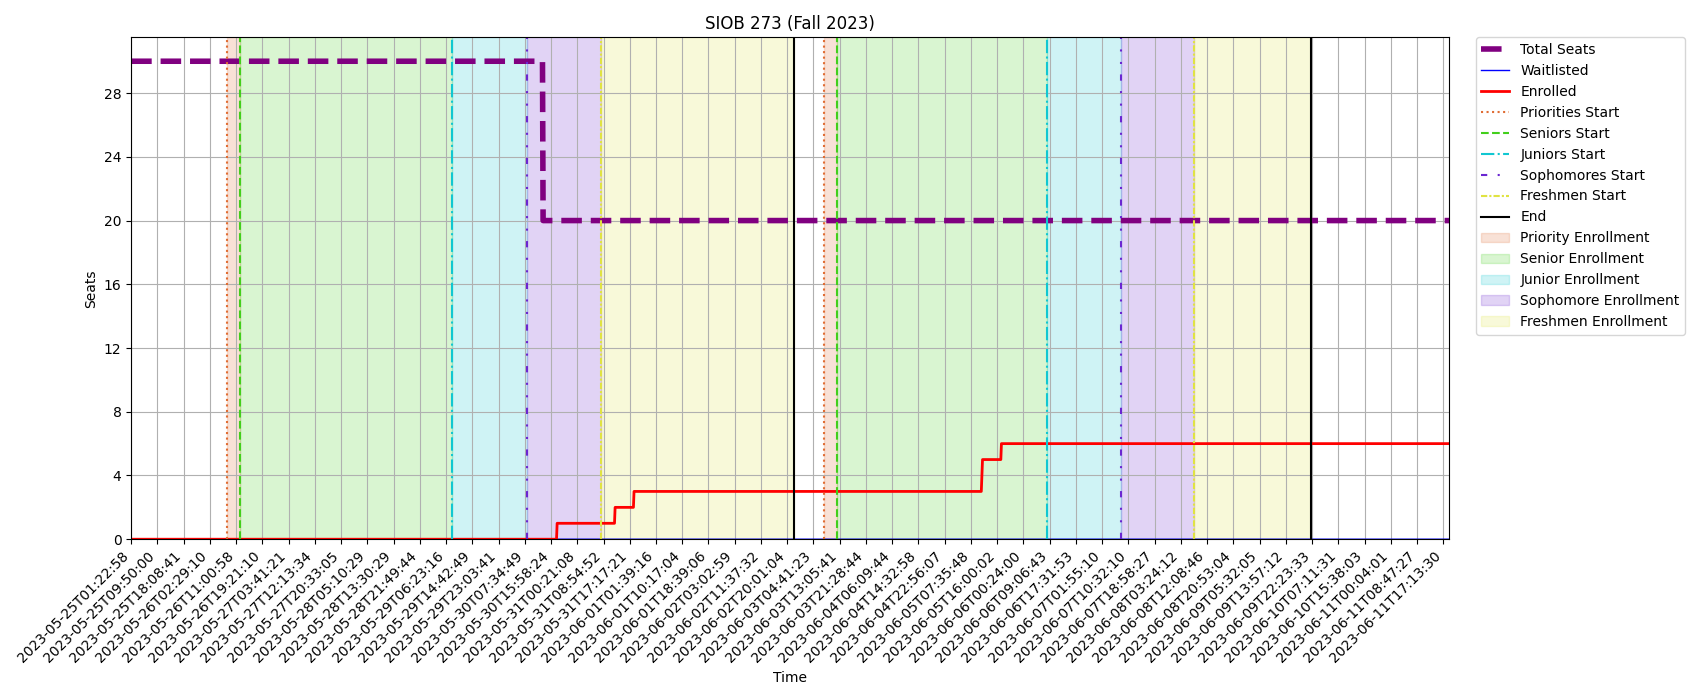 SIOB 273 (Fall 2023)
Seats
28
24
20
16
12
8
4
0
2023-05-25T01:22:58
2023-05-25T09:50:00
2023-05-25T18:08:41
2023-05-26T02:29:10
2023-05-26T11:00:58
2023-05-26T19:21:10
2023-05-27T03:41:21
2023-05-27T12:13:34
2023-05-27T20:33:05
2023-05-28T05:10:29
2023-05-28T13:30:29
2023-05-28T21:49:44
2023-05-29T06:23:16
2023-05-29T14:42:49
2023-05-29T23:03:41
2023-05-30T07:34:49
2023-05-30T15:58:24
2023-05-31T00:21:08
2023-05-31T08:54:52
2023-05-31T17:17:21
2023-06-01T01:39:16
2023-06-01T10:17:04
2023-06-01T18:39:06
2023-06-02T03:02:59
2023-06-02T11:37:32
2023-06-02T20:01:04
2023-06-03T04:41:23
2023-06-03T13:05:41
2023-06-03T21:28:44
2023-06-04T06:09:44
2023-06-04T14:32:58
2023-06-04T22:56:07
2023-06-05T07:35:48
2023-06-05T16:00:02
2023-06-06T00:24:00
2023-06-06T09:06:43
2023-06-06T17:31:53
2023-06-07T01:55:10
2023-06-07T10:32:10
2023-06-07T18:58:27
2023-06-08T03:24:12
2023-06-08T12:08:46
2023-06-08T20:53:04
2023-06-09T05:32:05
2023-06-09T13:57:12
2023-06-09T22:23:33
2023-06-10T07:11:31
2023-06-10T15:38:03
2023-06-11T00:04:01
2023-06-11T08:47:27
2023-06-11T17:13:30
Time
Total Seats
Waitlisted
Enrolled
Priorities Start
Seniors Start
Juniors Start
Sophomores Start
Freshmen Start
End
Priority Enrollment
Senior Enrollment
Junior Enrollment
Sophomore Enrollment
Freshmen Enrollment